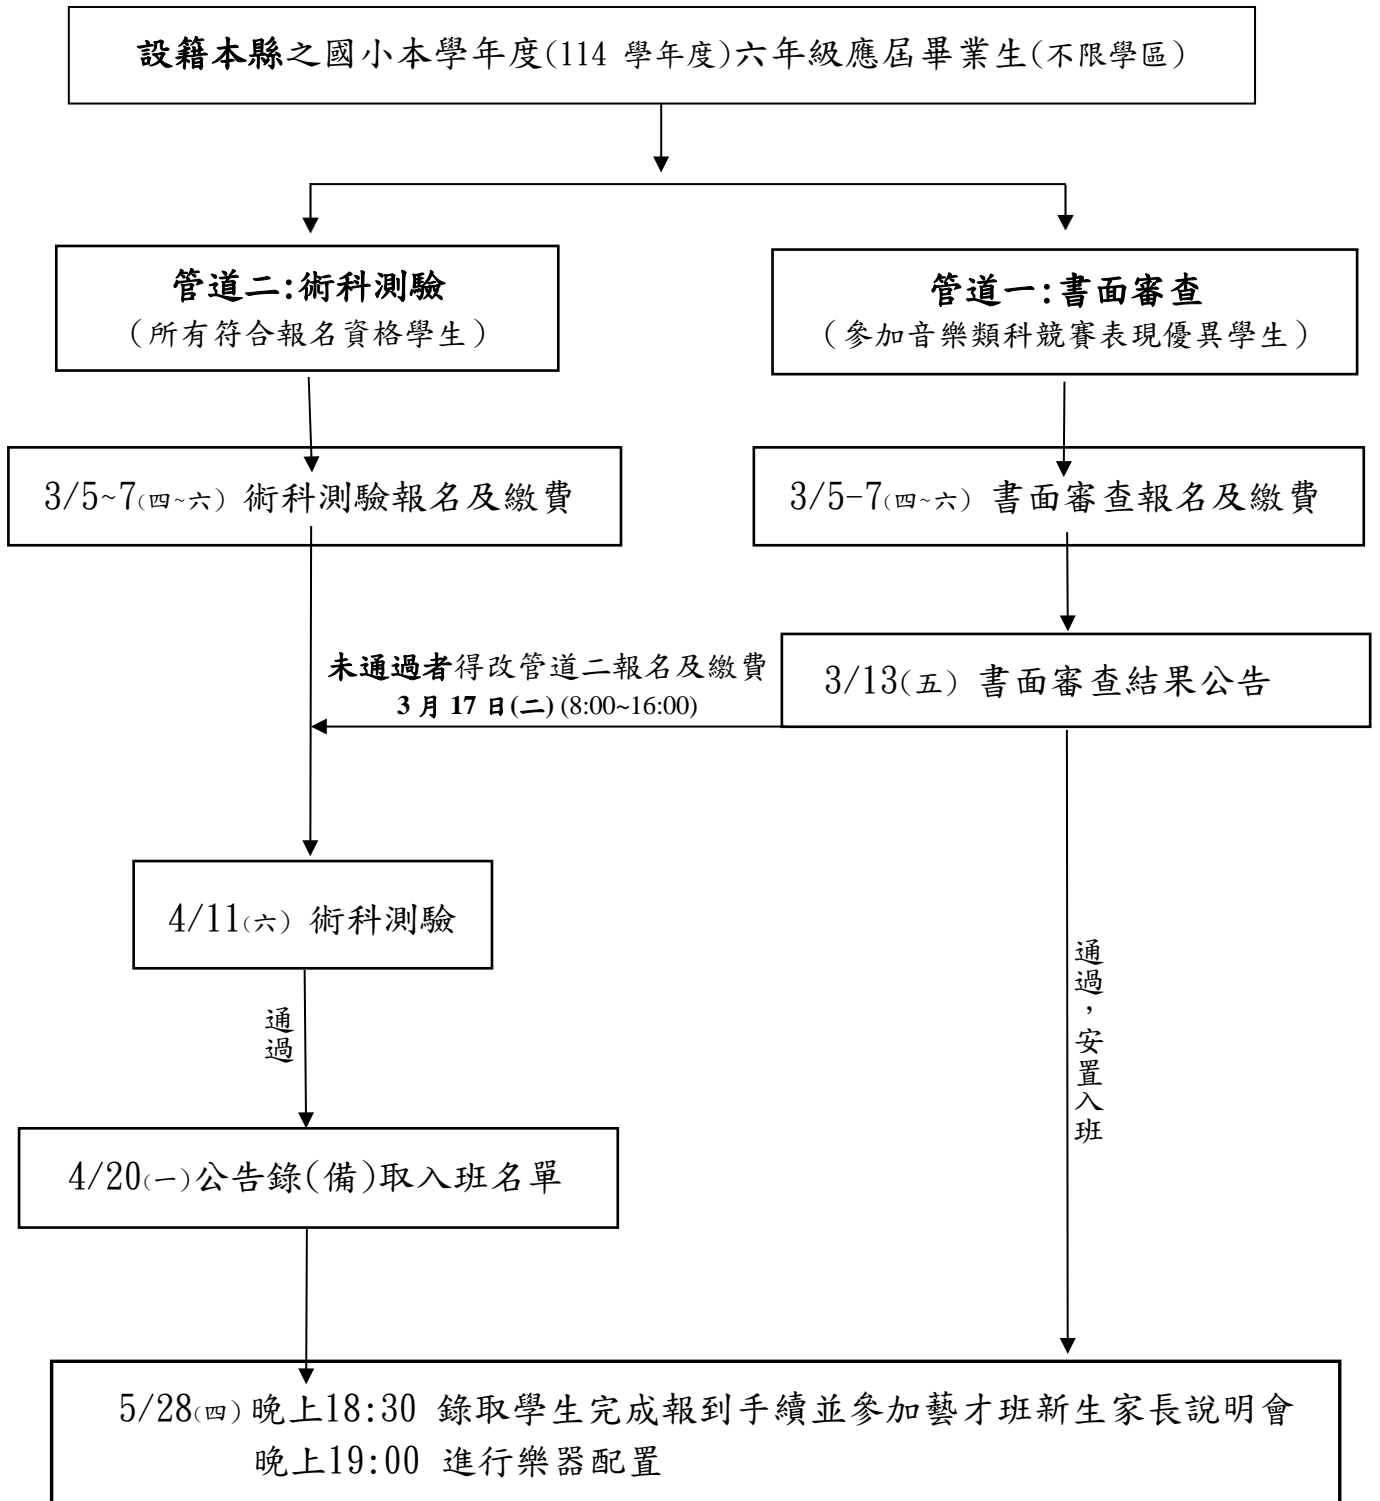 設籍本縣之國小本學年度(114 學年度)六年級應屆畢業生(不限學區)
管道二:術科測驗
(所有符合報名資格學生)
管道一:書面審查
(參加音樂類科競賽表現優異學生)
3/5~7(四~六) 術科測驗報名及繳費
3/5-7(四~六) 書面審查報名及繳費
未通過者得改管道二報名及繳費
3 月 17 日(二) (8:00~16:00)
3/13(五) 書面審查結果公告
4/11(六) 術科測驗
通過
通過，安置入班
4/20(一)公告錄(備)取入班名單
5/28(四)晚上18:30 錄取學生完成報到手續並參加藝才班新生家長說明會
晚上19:00 進行樂器配置